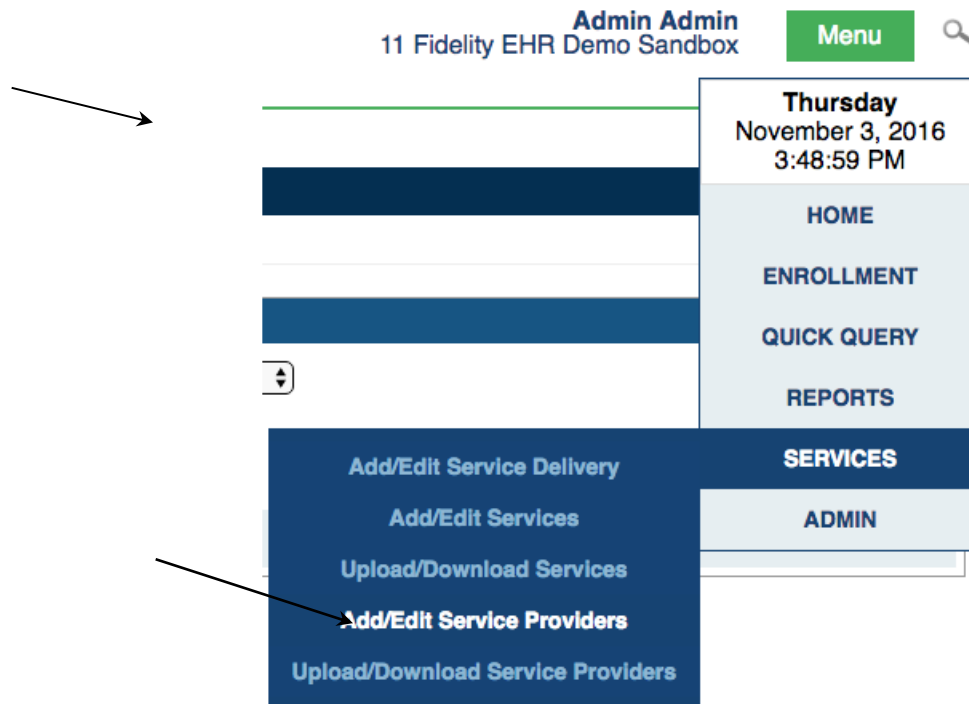 Admin Admin
11 Fidelity EHR Demo Sandbox
Menu
Thursday
November 3, 2016
3:48:59 PM
HOME
ENROLLMENT
QUICK QUERY
REPORTS
SERVICES
ADMIN
Add/Edit Service Delivery
Add/Edit Services
Upload/Download Services
Add/Edit Service Providers
Upload/Download Service Providers